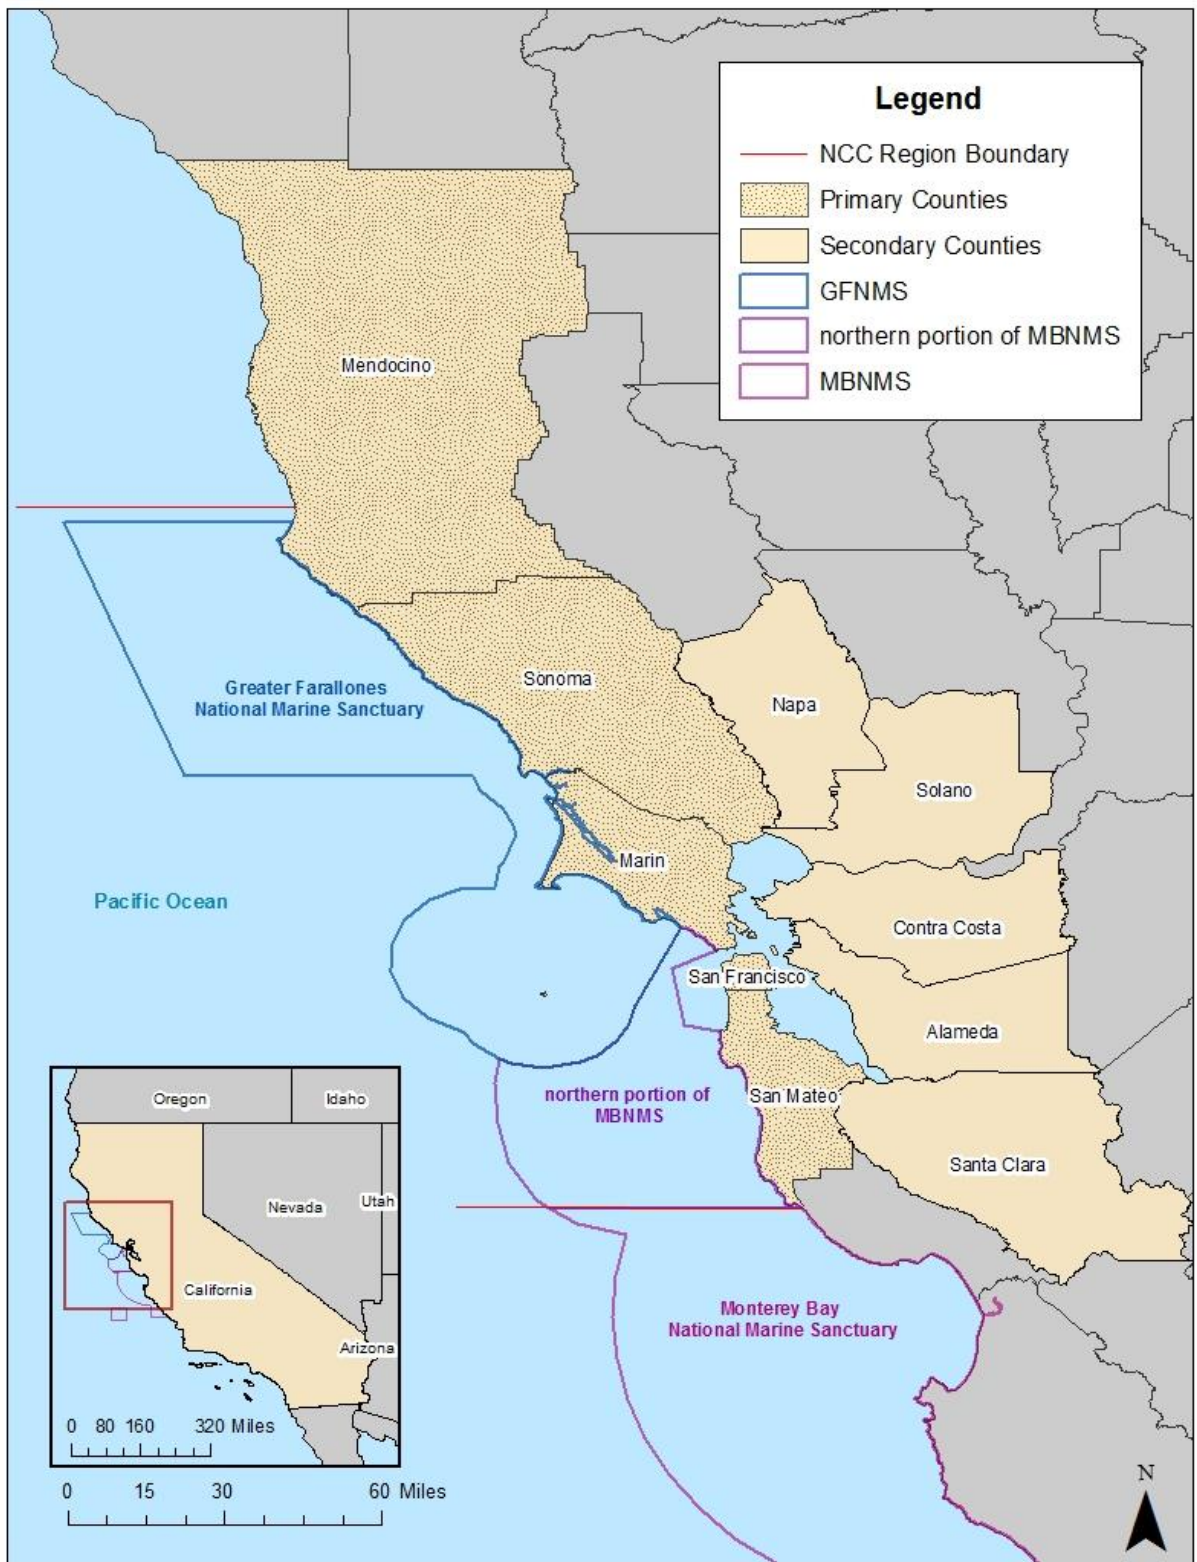 Legend
NCC Region Boundary
Primary Counties
Secondary Counties
GFNMS
northern portion of MBNMS
MBNMS
Mendocino
Sonoma
Greater Farallones
National Marine Sanctuary
Napa
Solano
Marin
Pacific Ocean
Contra Costa
San Francisco
Alameda
northern portion of
MBNMS
San Mateo
Santa Clara
Oregon
Idaho
Nevada
Utah
California
Arizona
0 80 160 320 Miles
Monterey Bay
National Marine Sanctuary
N
0 15 30 60 Miles